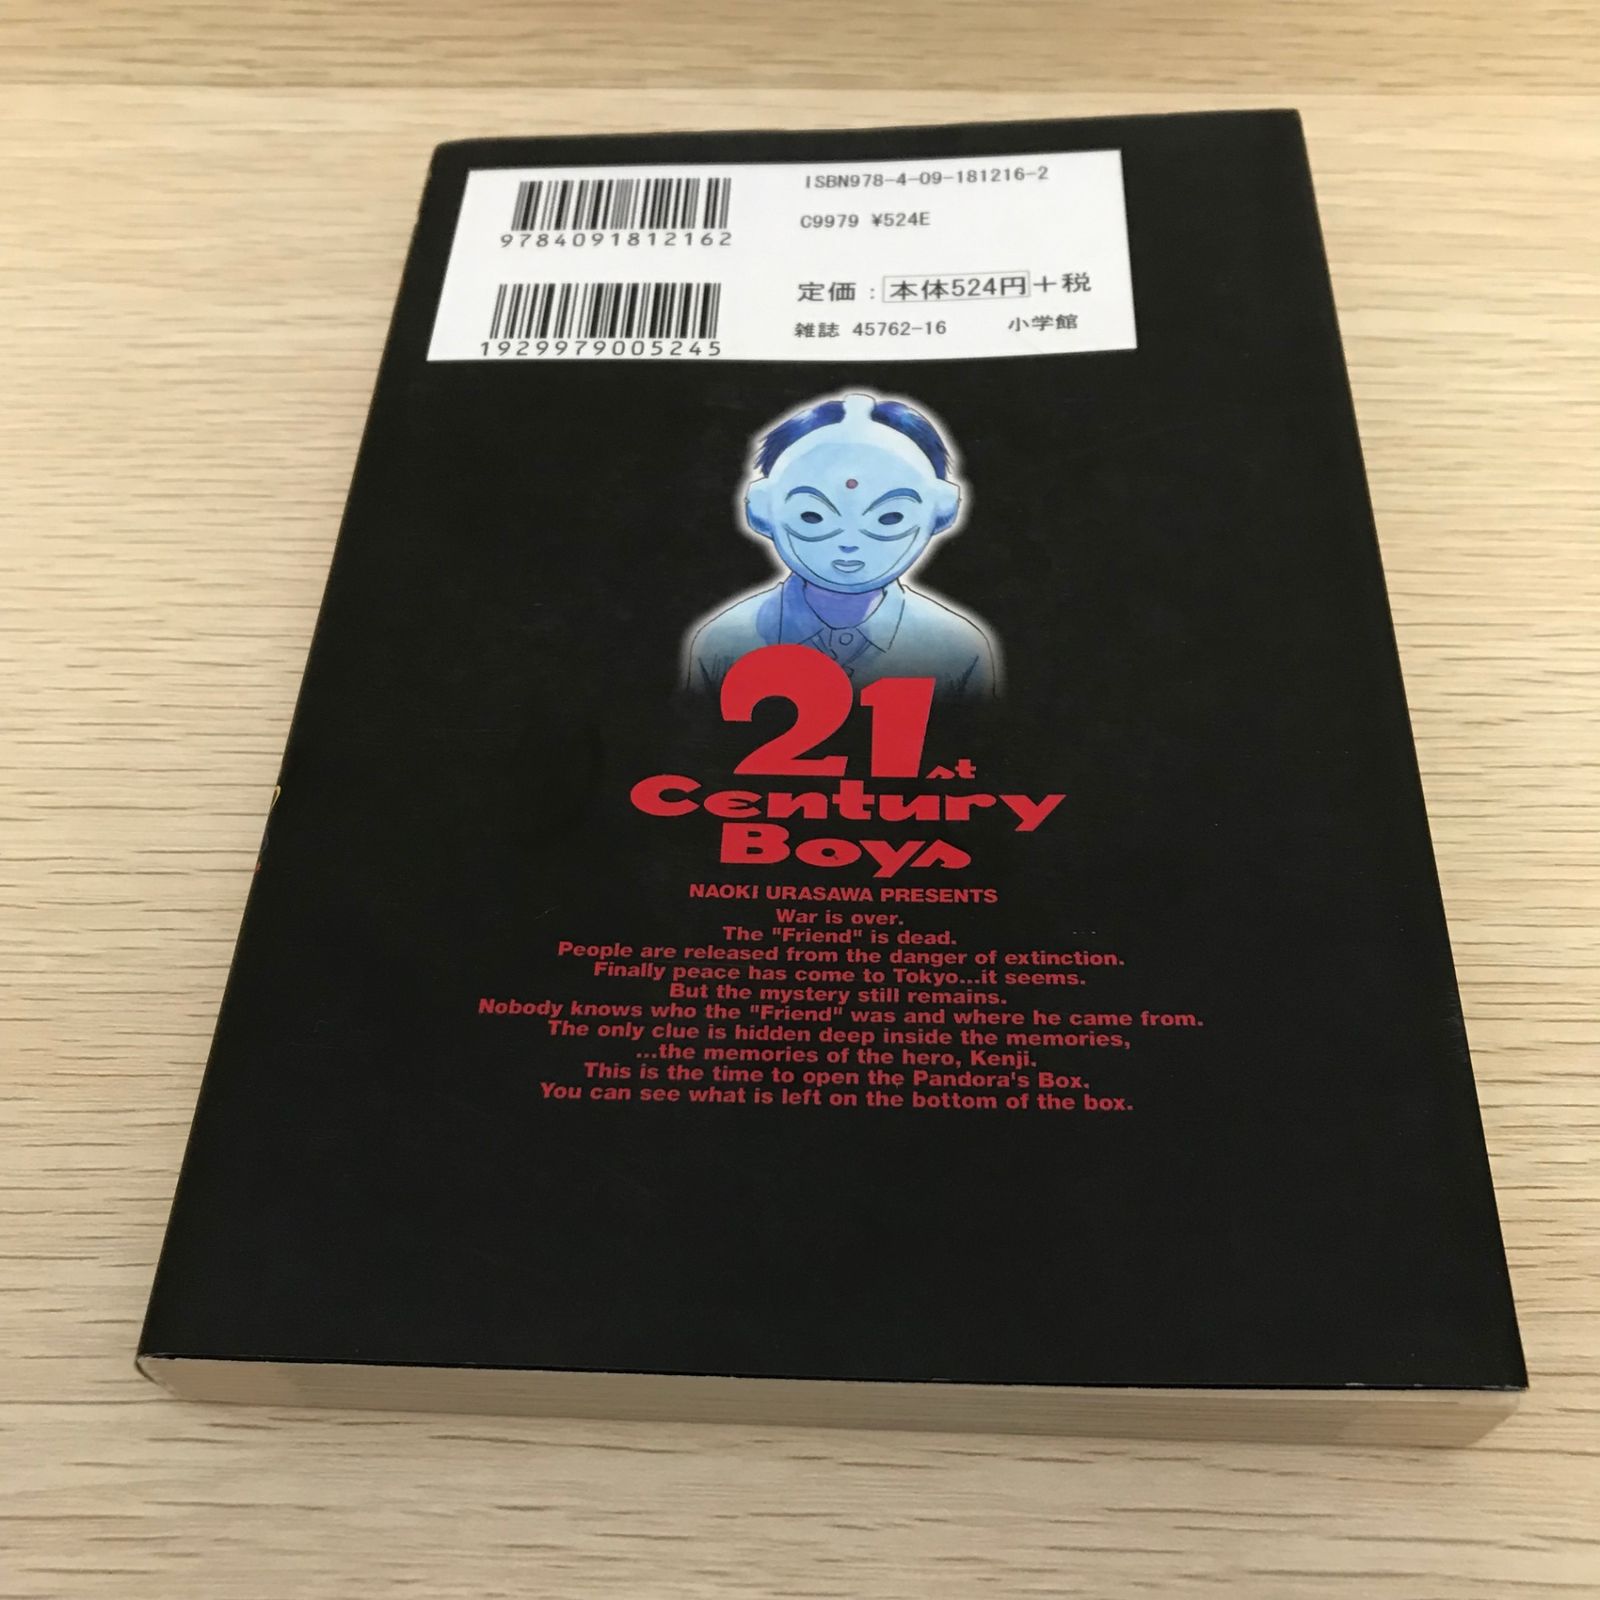 ISBN978-4-09-181216-2
9784091812162
C9979 ¥524E
定価：本体524円+税
1929979005245
雑誌 45762-16 小学館
21st
Century
Boys
NAOKI URASAWA PRESENTS
War is over.
The "Friend" is dead.
People are released from the danger of extinction.
Finally peace has come to Tokyo...it seems.
But the mystery still remains.
Nobody knows who the "Friend" was and where he came from.
The only clue is hidden deep inside the memories,
...the memories of the hero, Kenji.
This is the time to open the Pandora's Box.
You can see what is left on the bottom of the box.